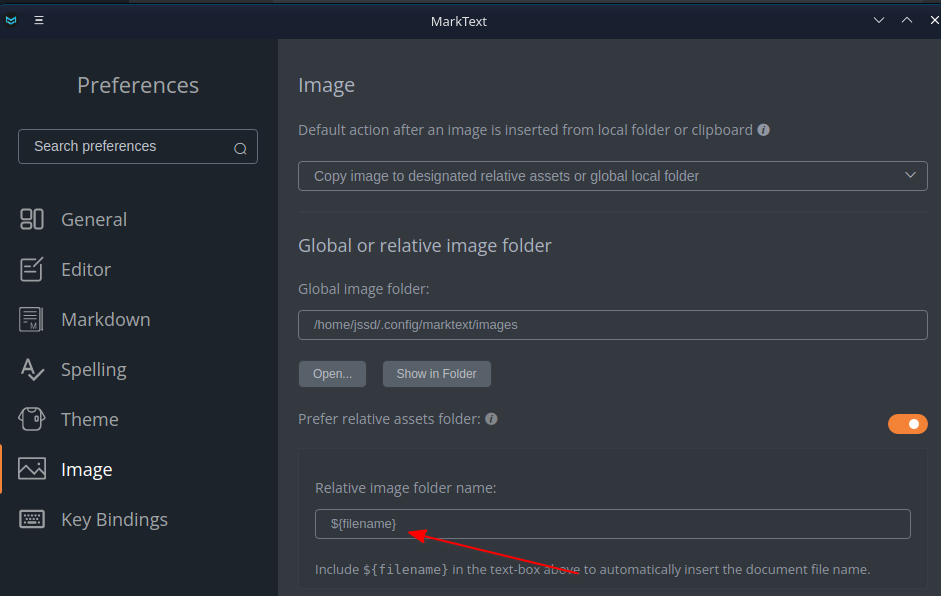 MarkText
Preferences
Search preferences
General
Editor
Markdown
Spelling
Theme
Image
Key Bindings
Image
Default action after an image is inserted from local folder or clipboard
Copy image to designated relative assets or global local folder
Global or relative image folder
Global image folder:
/home/jssd/.config/marktext/images
Open... Show in Folder
Prefer relative assets folder:
Relative image folder name:
${filename}
Include ${filename} in the text-box above to automatically insert the document file name.